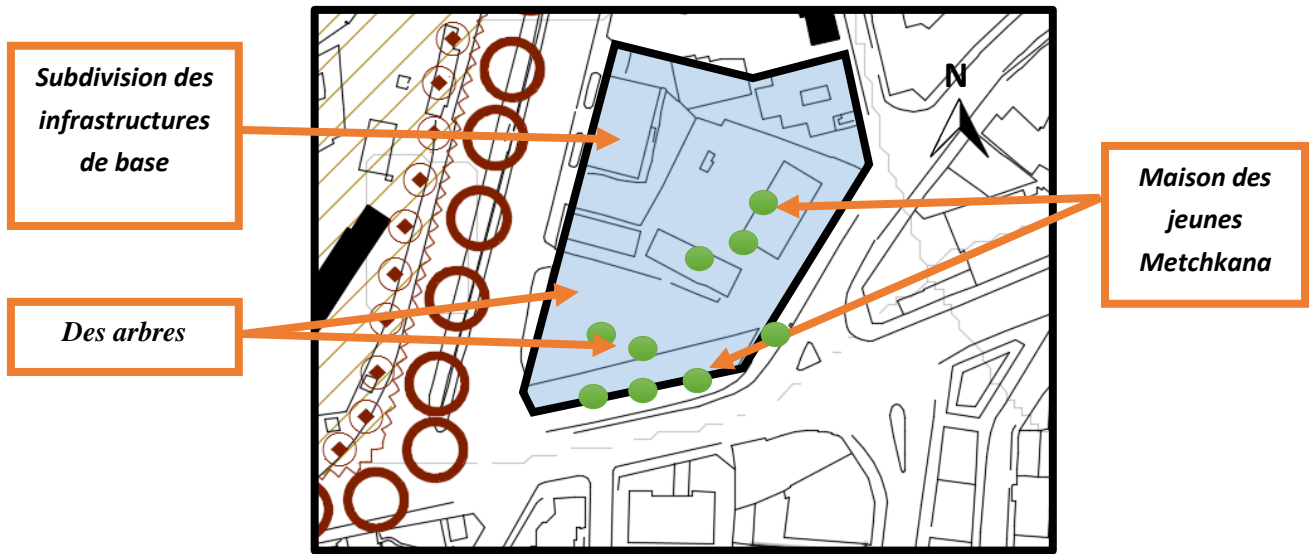 Subdivision des
infrastructures
de base
Des arbres
N
Maison des
jeunes
Metchkana